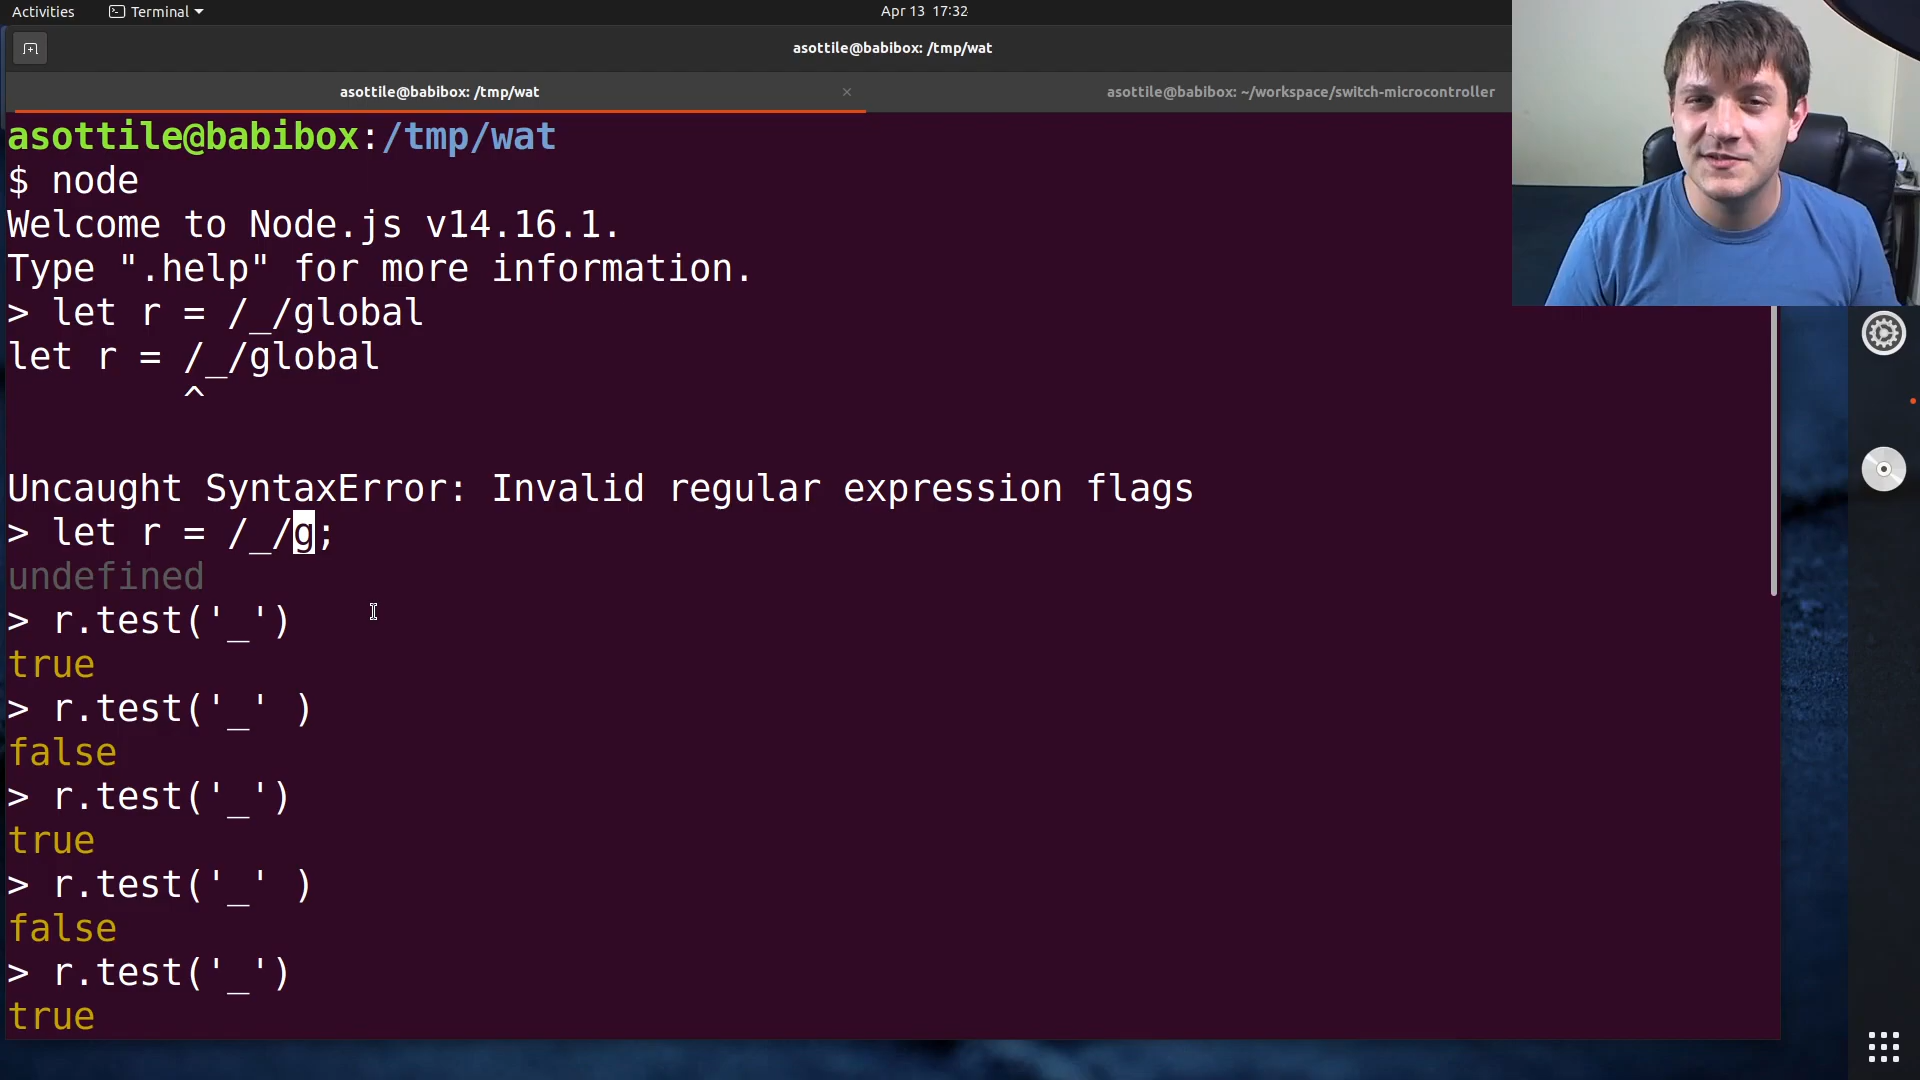 Activities
Terminal
Apr 13 17:32
asottile@babibox: /tmp/wat
asottile@babibox: /tmp/wat
×
asottile@babibox: ~/workspace/switch-microcontroller
asottile@babibox:/tmp/wat
$ node
Welcome to Node.js v14.16.1.
Type ".help" for more information.
> let r = /_/global
let r = /_/global
^
Uncaught SyntaxError: Invalid regular expression flags
> let r = /_/g;
undefined
> r.test('_')
true
> r.test('_' )
false
> r.test('_')
true
> r.test('_' )
false
> r.test('_')
true